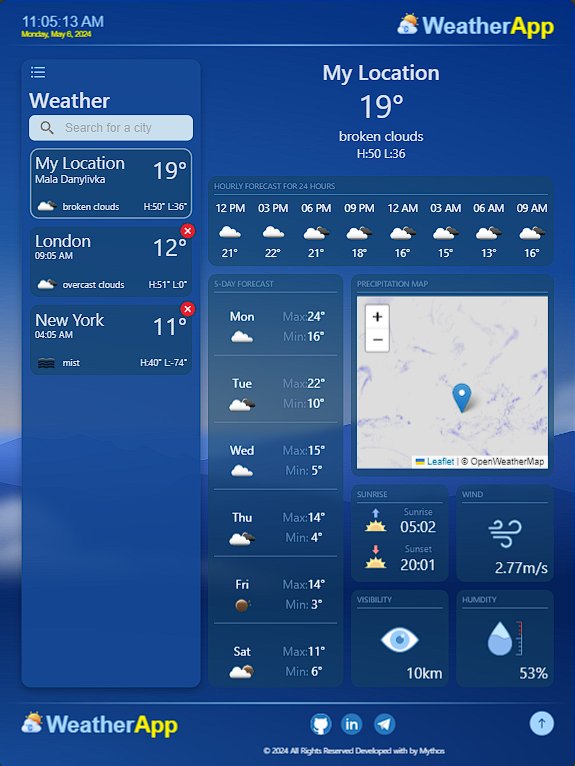 11:05:13 AM
Monday, May 6, 2024
WeatherApp
Weather
Search for a city
My Location
Mala Danylivka
19°
broken clouds
H:50° L:36°
London
09:05 AM
12°
overcast clouds
H:51° L:0°
New York
04:05 AM
11°
mist
H:40° L:-74°
My Location
19°
broken clouds
H:50 L:36
HOURLY FORECAST FOR 24 HOURS
12 PM 03 PM 06 PM 09 PM 12 AM 03 AM 06 AM 09 AM
21° 22° 21° 18° 16° 15° 13° 16°
5-DAY FORECAST
Mon
Max:24°
Min:16°
Tue
Max:22°
Min:10°
Wed
Max:15°
Min: 5°
Thu
Max:14°
Min: 4°
Fri
Max:14°
Min: 3°
Sat
Max:11°
Min: 6°
PRECIPITATION MAP
+
−
Leaflet | © OpenWeatherMap
SUNRISE
Sunrise
05:02
Sunset
20:01
WIND
2.77m/s
VISIBILITY
10km
HUMDITY
53%
WeatherApp
in
© 2024 All Rights Reserved Developed with by Mythos